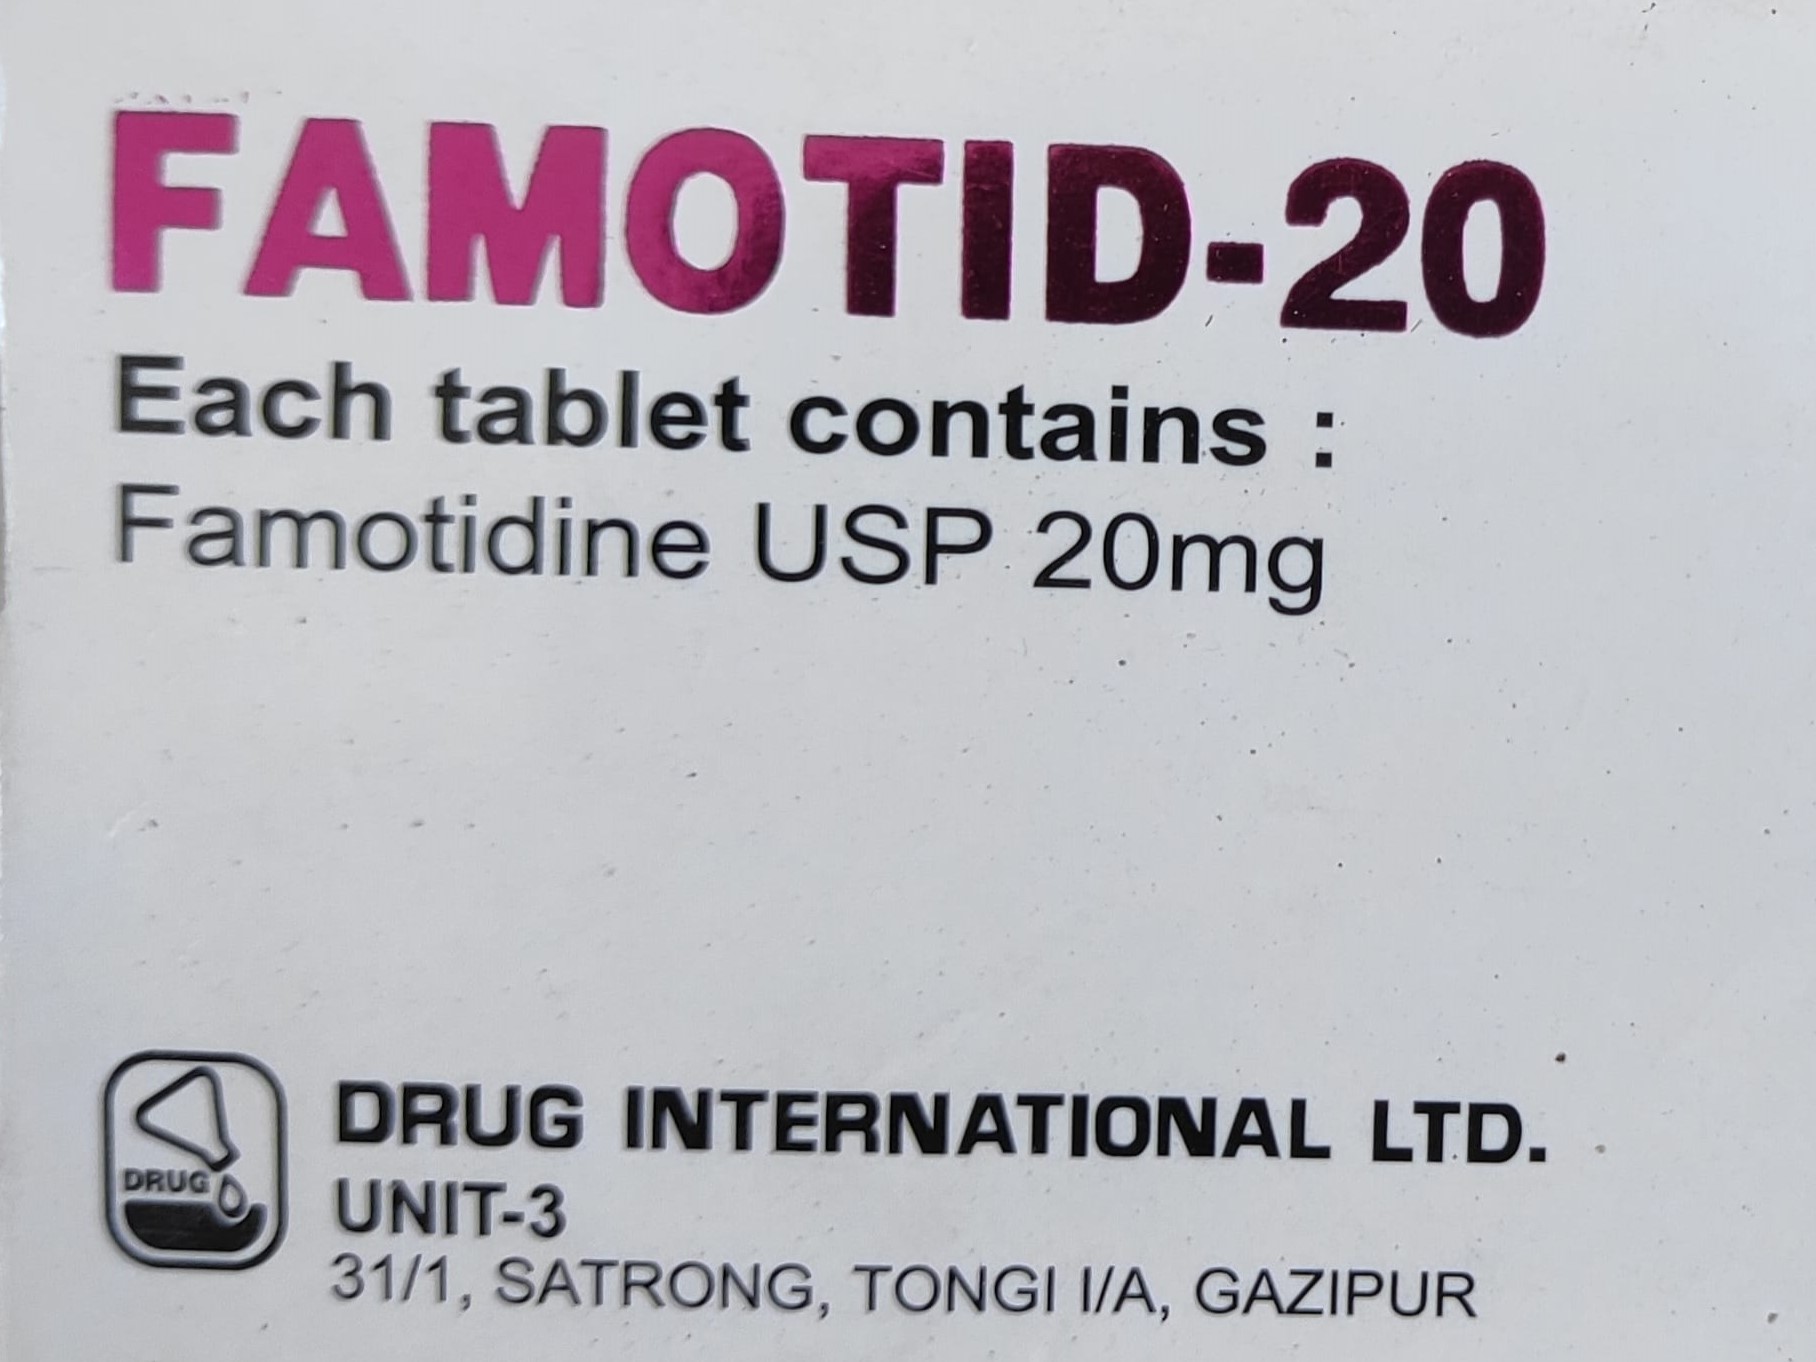 FAMOTID-20
Each tablet contains :
Famotidine USP 20mg
DRUG
DRUG INTERNATIONAL LTD.
UNIT-3
31/1, SATRONG, TONGI I/A, GAZIPUR